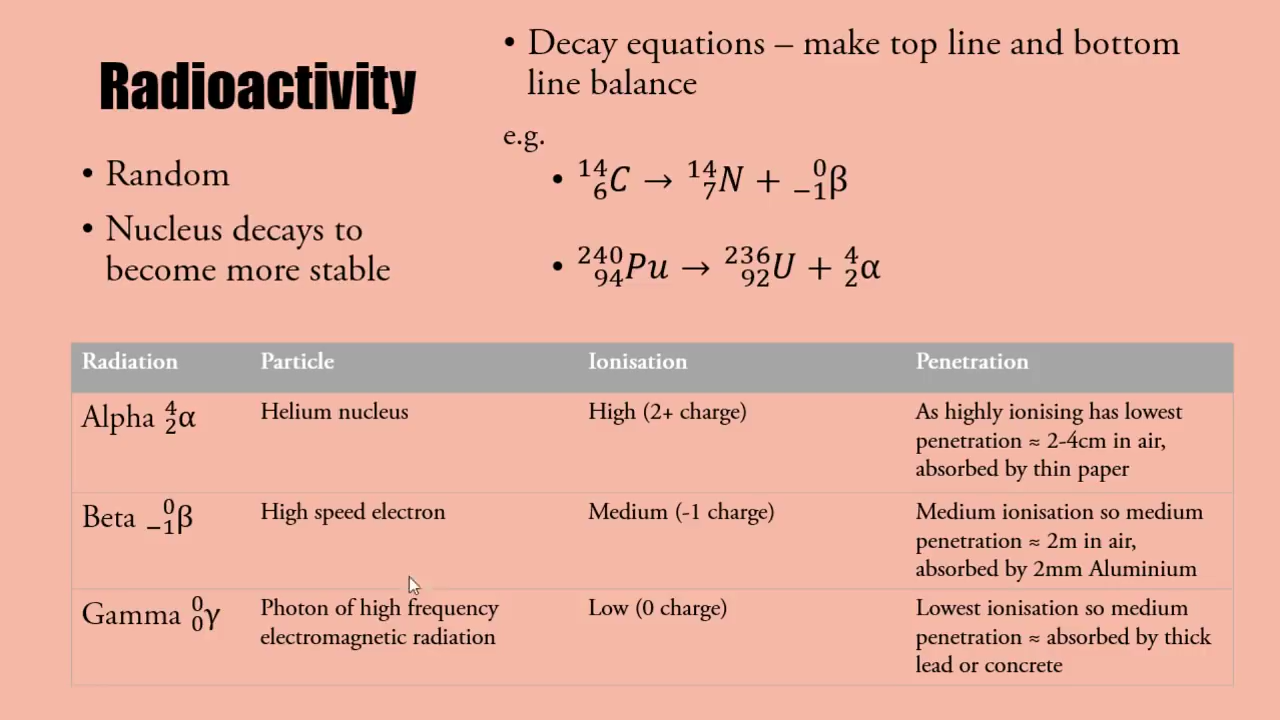 Radioactivity
• Random
• Nucleus decays to
become more stable
• Decay equations – make top line and bottom
line balance
e.g.
• ¹⁴₆C → ¹⁴₇N + ⁰₋₁β
• ²⁴⁰₉₄Pu → ²³⁶₉₂U + ⁴₂α
Radiation Particle Ionisation Penetration
Alpha ⁴₂α Helium nucleus High (2+ charge) As highly ionising has lowest
penetration ≈ 2-4cm in air,
absorbed by thin paper
Beta ⁰₋₁β High speed electron Medium (-1 charge) Medium ionisation so medium
penetration ≈ 2m in air,
absorbed by 2mm Aluminium
Gamma ⁰₀γ Photon of high frequency Low (0 charge) Lowest ionisation so medium
electromagnetic radiation penetration ≈ absorbed by thick
lead or concrete